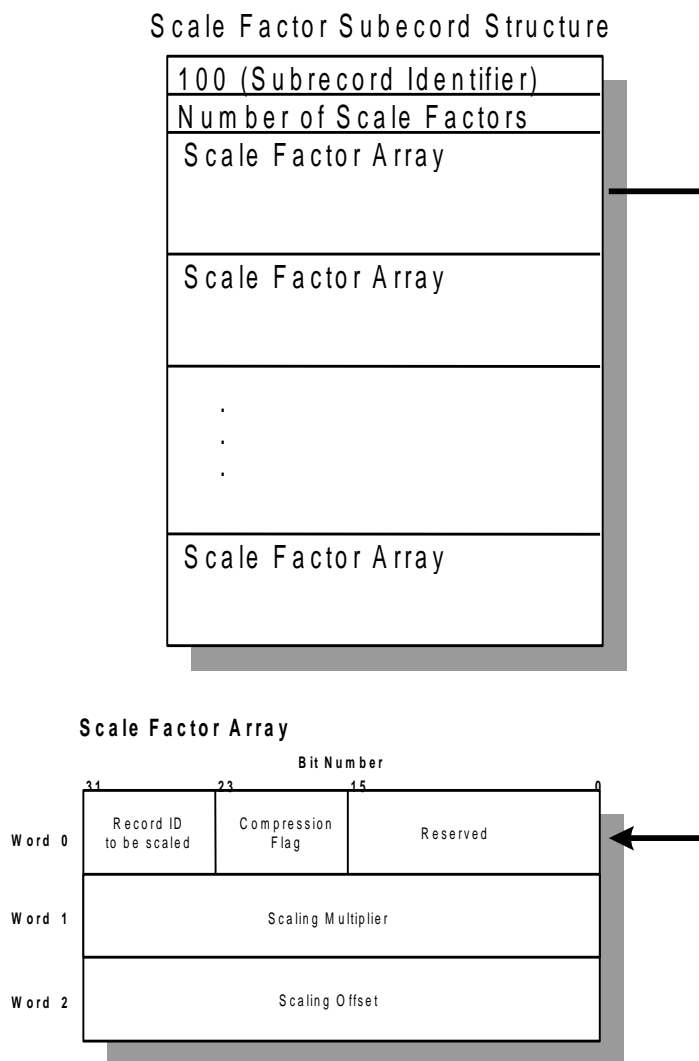 Scale Factor Subecord Structure
100 (Subrecord Identifier)
Number of Scale Factors
Scale Factor Array
Scale Factor Array
.
.
.
Scale Factor Array
Scale Factor Array
Bit Number
31 23 15 0
Word 0
Record ID
to be scaled
Compression
Flag
Reserved
Word 1
Scaling Multiplier
Word 2
Scaling Offset